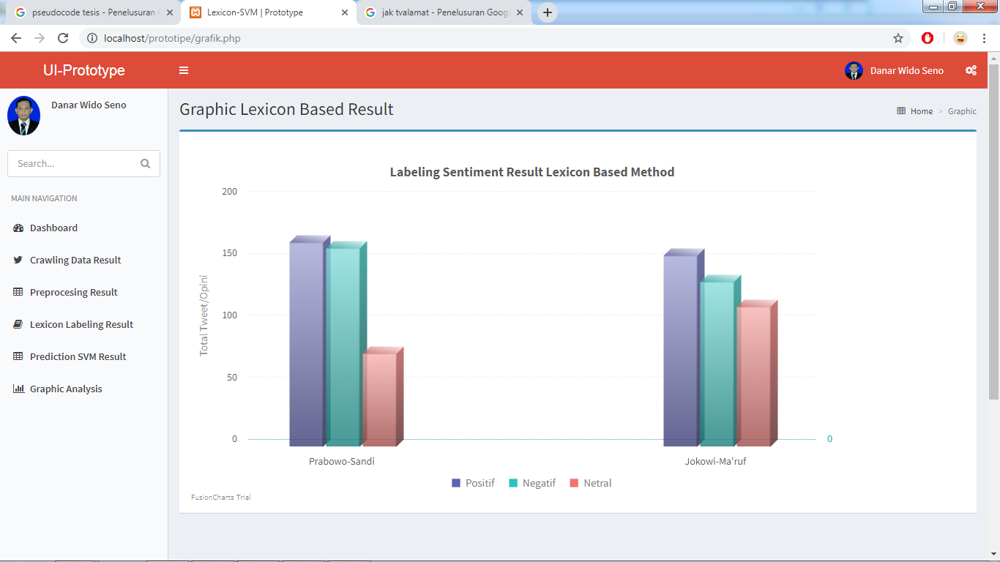 pseudocode tesis - Penelusuran G
Lexicon-SVM | Prototype
jak tvalamat - Penelusuran Goog
localhost/prototipe/grafik.php
UI-Prototype
Danar Wido Seno
Danar Wido Seno
Search...
MAIN NAVIGATION
Dashboard
Crawling Data Result
Preprocesing Result
Lexicon Labeling Result
Prediction SVM Result
Graphic Analysis
Graphic Lexicon Based Result
Home > Graphic
Labeling Sentiment Result Lexicon Based Method
Total Tweet/Opini
200
150
100
50
0
0
Prabowo-Sandi
Jokowi-Ma'ruf
Positif Negatif Netral
FusionCharts Trial